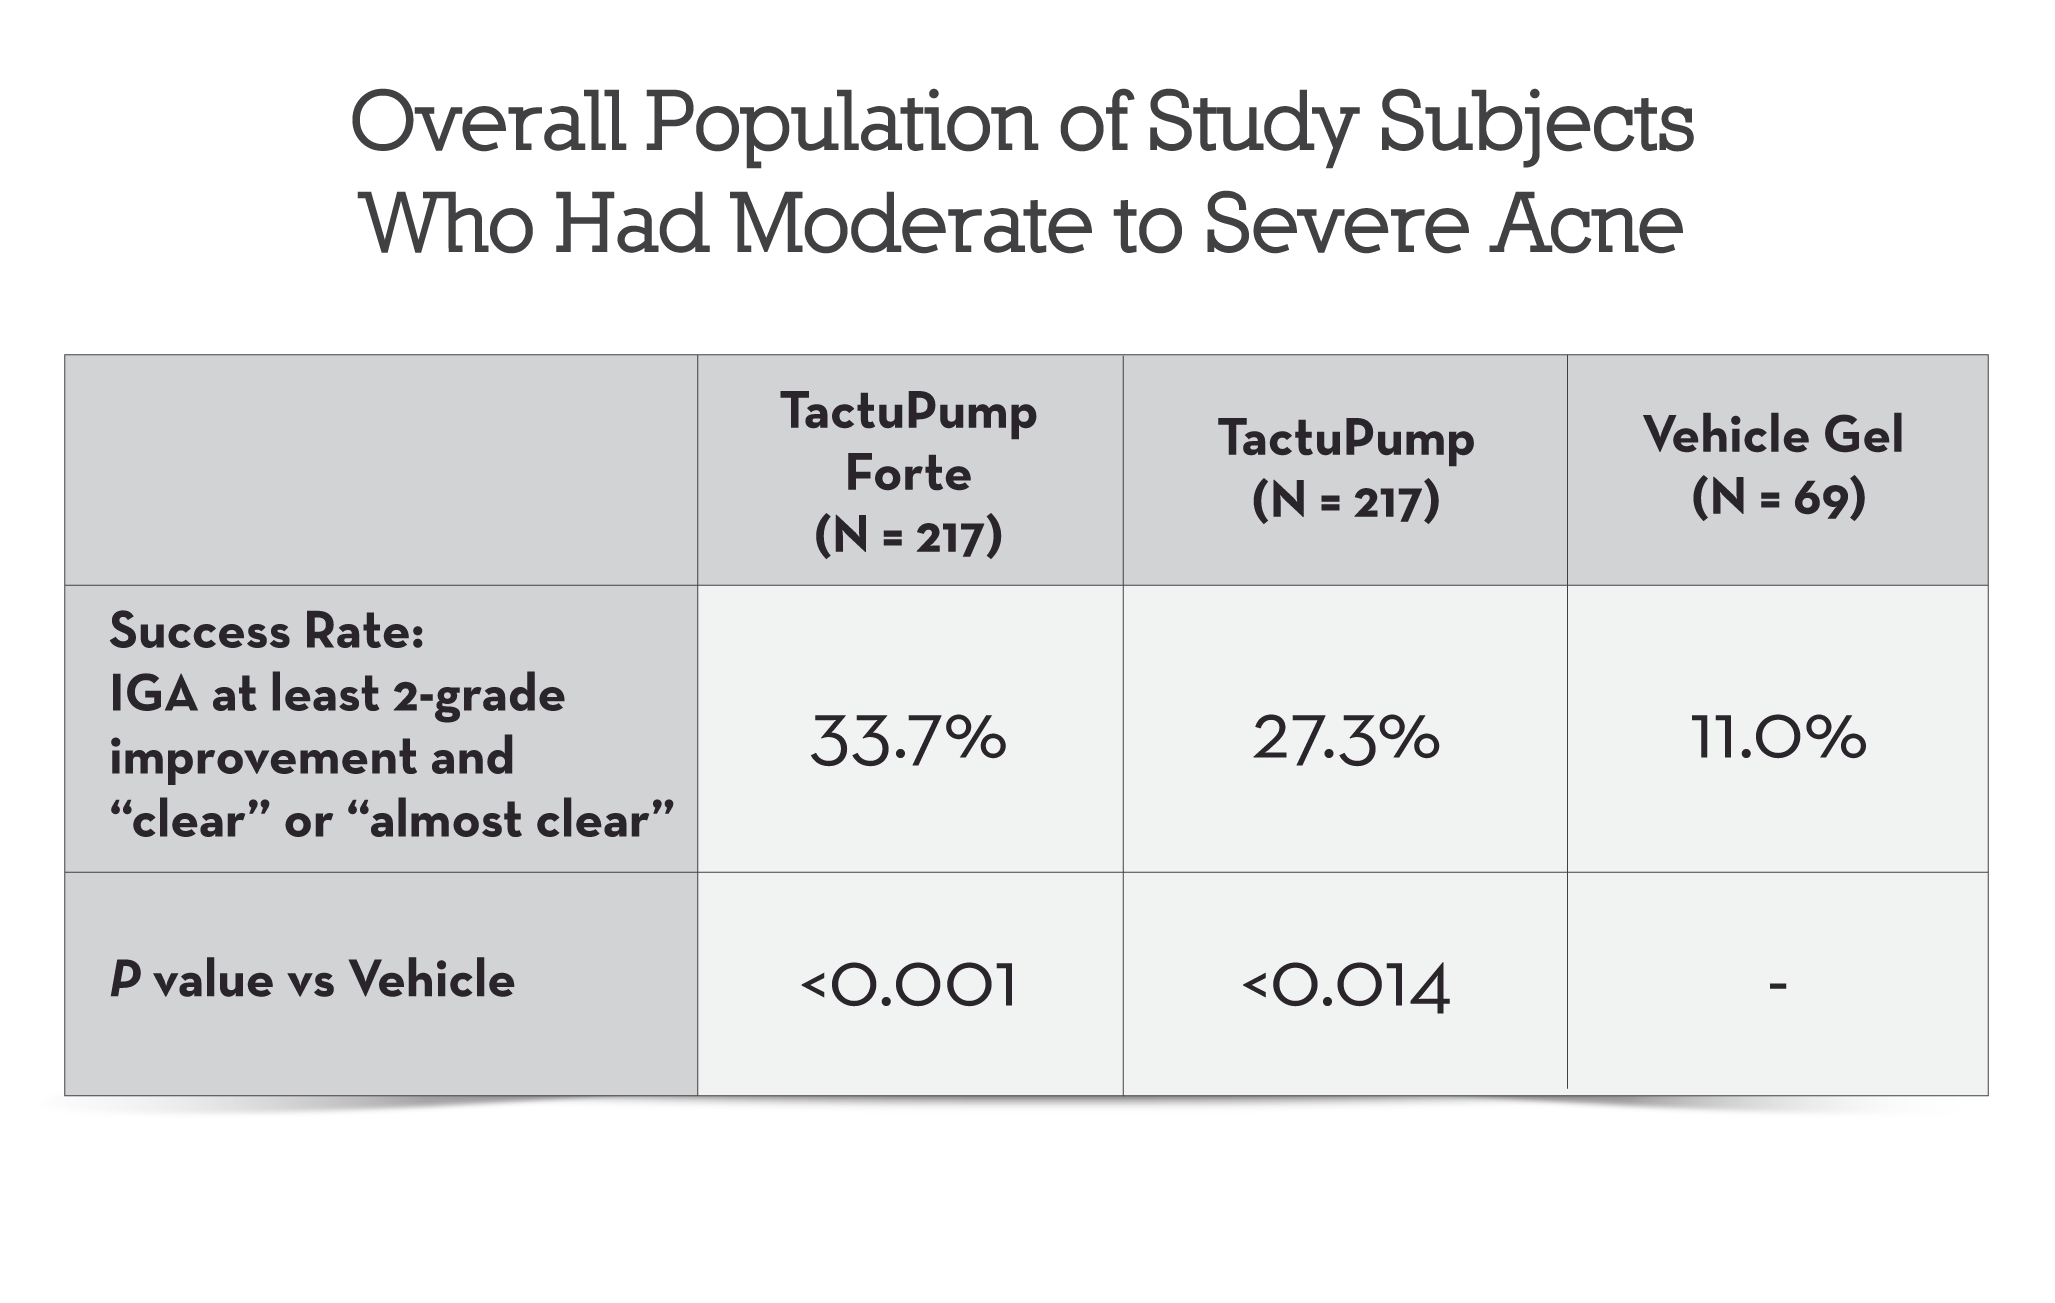 Overall Population of Study Subjects
Who Had Moderate to Severe Acne
TactuPump
Forte
(N = 217)
TactuPump
(N = 217)
Vehicle Gel
(N = 69)
Success Rate:
IGA at least 2-grade
improvement and
“clear” or “almost clear”
33.7%
27.3%
11.0%
P value vs Vehicle
<0.001
<0.014
-